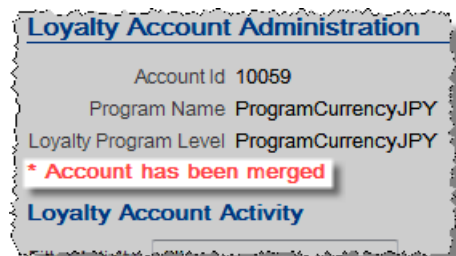 Loyalty Account Administration
Account Id 10059
Program Name ProgramCurrencyJPY
Loyalty Program Level ProgramCurrencyJPY
* Account has been merged
Loyalty Account Activity